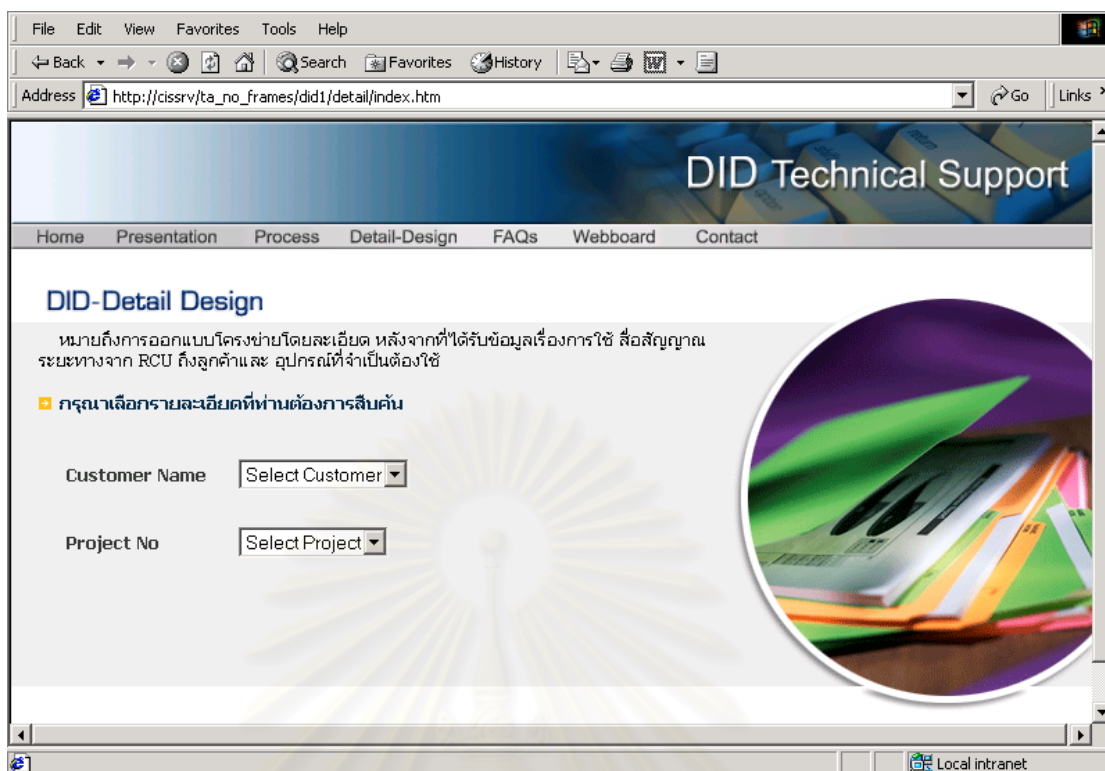 File Edit View Favorites Tools Help
Back Search Favorites History
Address http://cissrv/ta_no_frames/did1/detail/index.htm Go Links
DID Technical Support
Home Presentation Process Detail-Design FAQs Webboard Contact
DID-Detail Design
หมายถึงการออกแบบโครงข่ายโดยละเอียด หลังจากที่ได้รับข้อมูลเรื่องการใช้ สื่อสัญญาณ
ระยะทางจาก RCU ถึงลูกค้าและ อุปกรณ์ที่จำเป็นต้องใช้
กรุณาเลือกรายละเอียดที่ท่านต้องการสืบค้น
Customer Name Select Customer
Project No Select Project
Local intranet